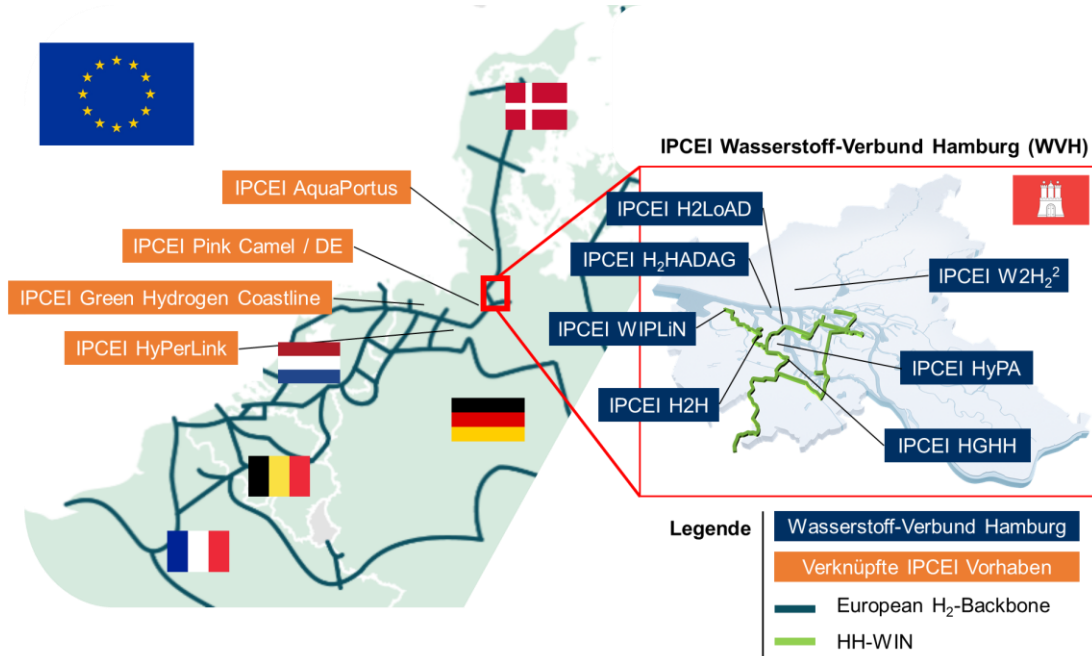 IPCEI Wasserstoff-Verbund Hamburg (WVH)
IPCEI AquaPortus
IPCEI Pink Camel / DE
IPCEI Green Hydrogen Coastline
IPCEI HyPerLink
IPCEI H2LoAD
IPCEI H₂HADAG
IPCEI W2H₂²
IPCEI WIPLiN
IPCEI HyPA
IPCEI H2H
IPCEI HGHH
Legende
Wasserstoff-Verbund Hamburg
Verknüpfte IPCEI Vorhaben
European H₂-Backbone
HH-WIN